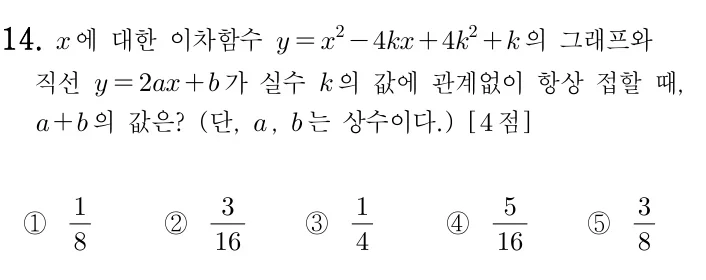 14. x에 대한 이차함수 y=x²-4kx+4k²+k의 그래프와
직선 y=2ax+b가 실수 k의 값에 관계없이 항상 접할 때,
a+b의 값은? (단, a, b는 상수이다.) [4점]
① 1/8 ② 3/16 ③ 1/4 ④ 5/16 ⑤ 3/8